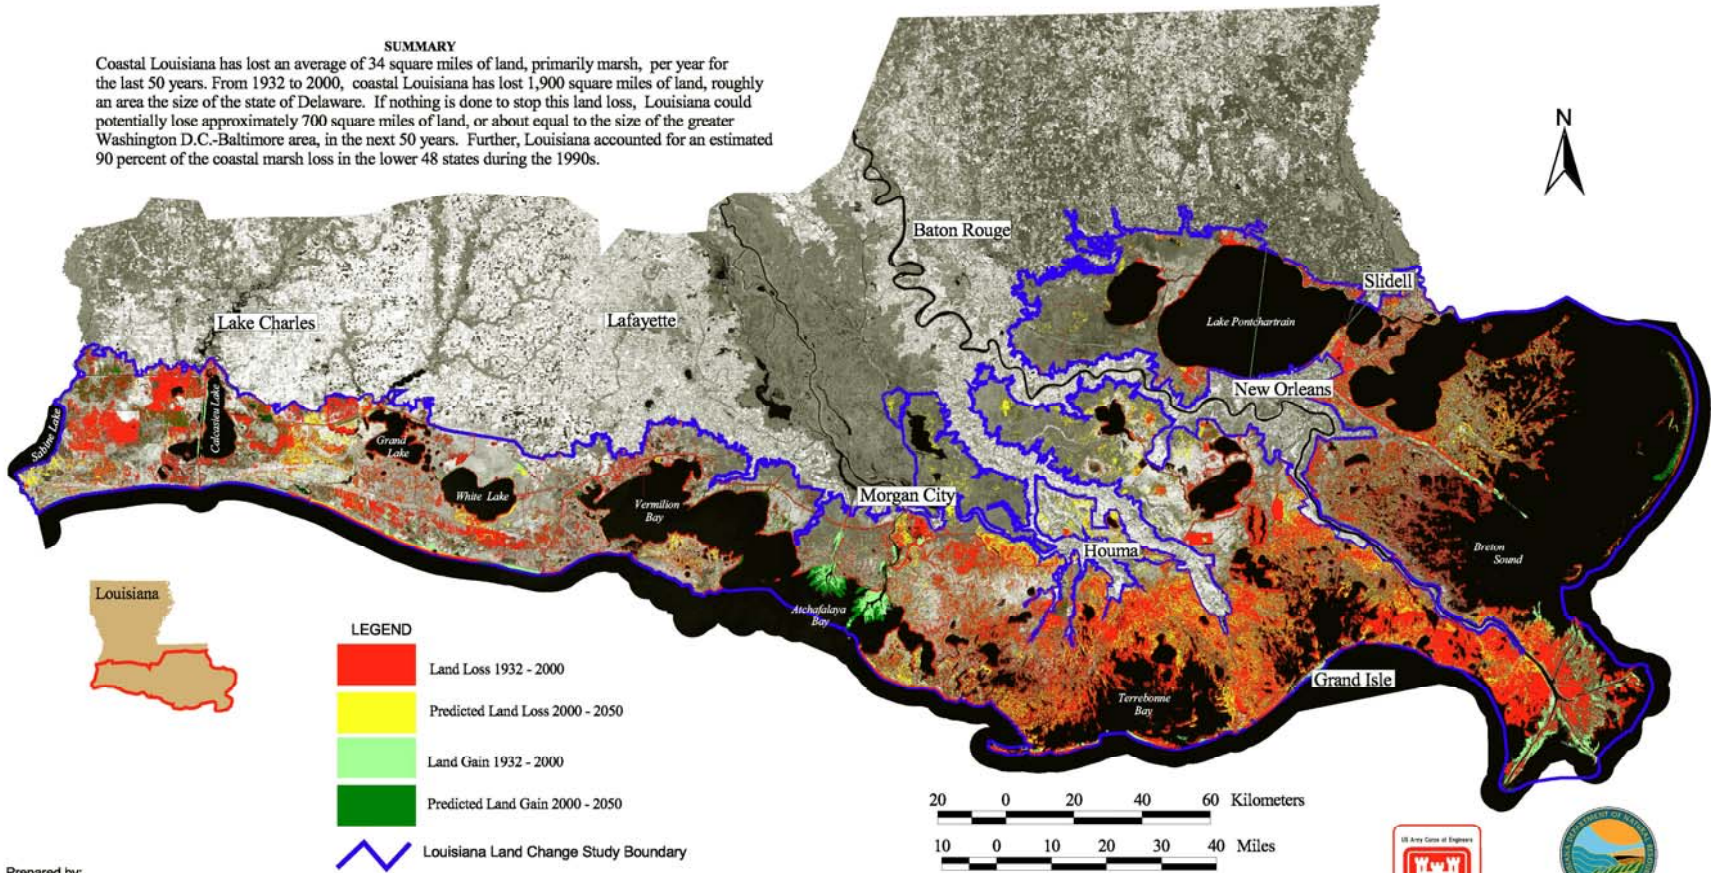 SUMMARY
Coastal Louisiana has lost an average of 34 square miles of land, primarily marsh, per year for
the last 50 years. From 1932 to 2000, coastal Louisiana has lost 1,900 square miles of land, roughly
an area the size of the state of Delaware. If nothing is done to stop this land loss, Louisiana could
potentially lose approximately 700 square miles of land, or about equal to the size of the greater
Washington D.C.-Baltimore area, in the next 50 years. Further, Louisiana accounted for an estimated
90 percent of the coastal marsh loss in the lower 48 states during the 1990s.
N
Baton Rouge
Slidell
Lake Charles
Lafayette
Lake Pontchartrain
New Orleans
Sabine Lake
Calcasieu Lake
Grand
Lake
White Lake
Vermilion
Bay
Morgan City
Houma
Breton
Sound
Atchafalaya
Bay
Terrebonne
Bay
Grand Isle
Louisiana
LEGEND
Land Loss 1932 - 2000
Predicted Land Loss 2000 - 2050
Land Gain 1932 - 2000
Predicted Land Gain 2000 - 2050
Louisiana Land Change Study Boundary
20 0 20 40 60 Kilometers
10 0 10 20 30 40 Miles
US Army Corps of Engineers
DEPARTMENT OF NATURAL
Prepared by: